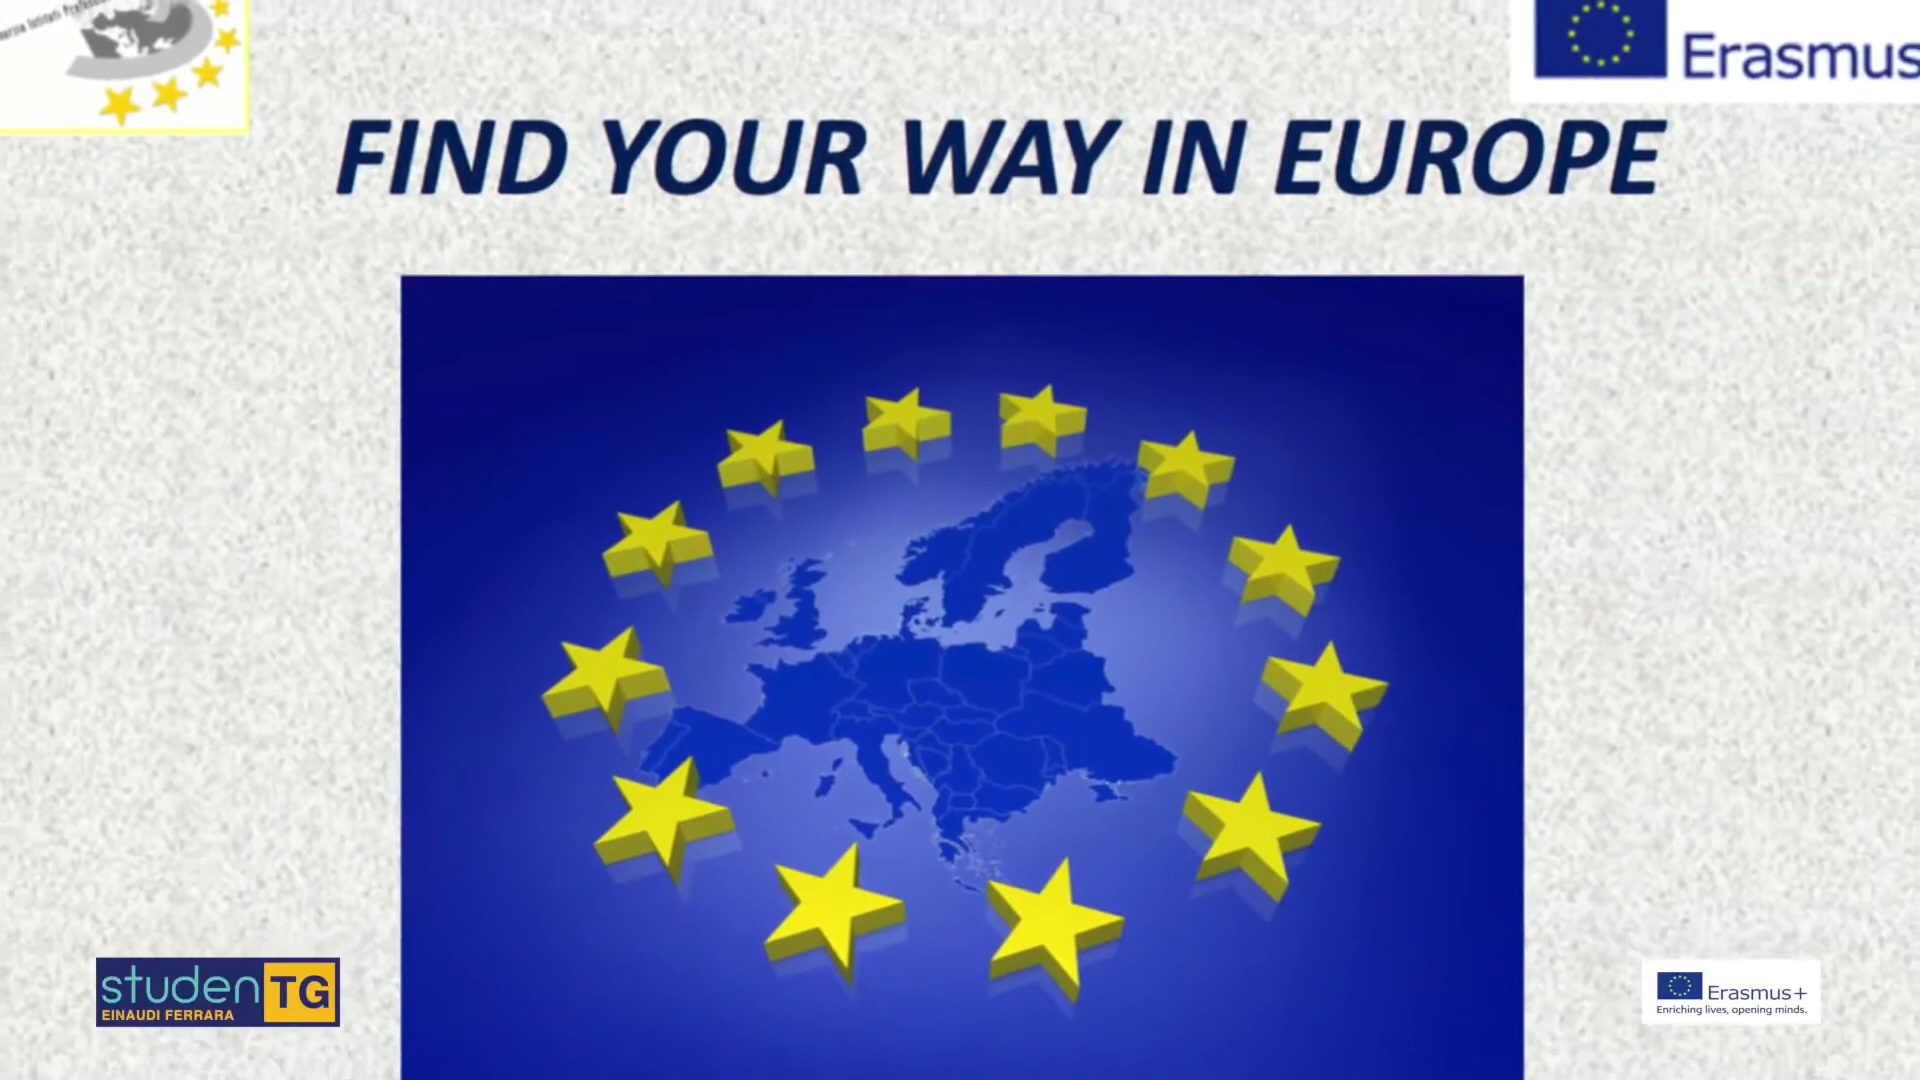 Erasmus
FIND YOUR WAY IN EUROPE
studenTG
EINAUDI FERRARA
Erasmus+
Enriching lives, opening minds.